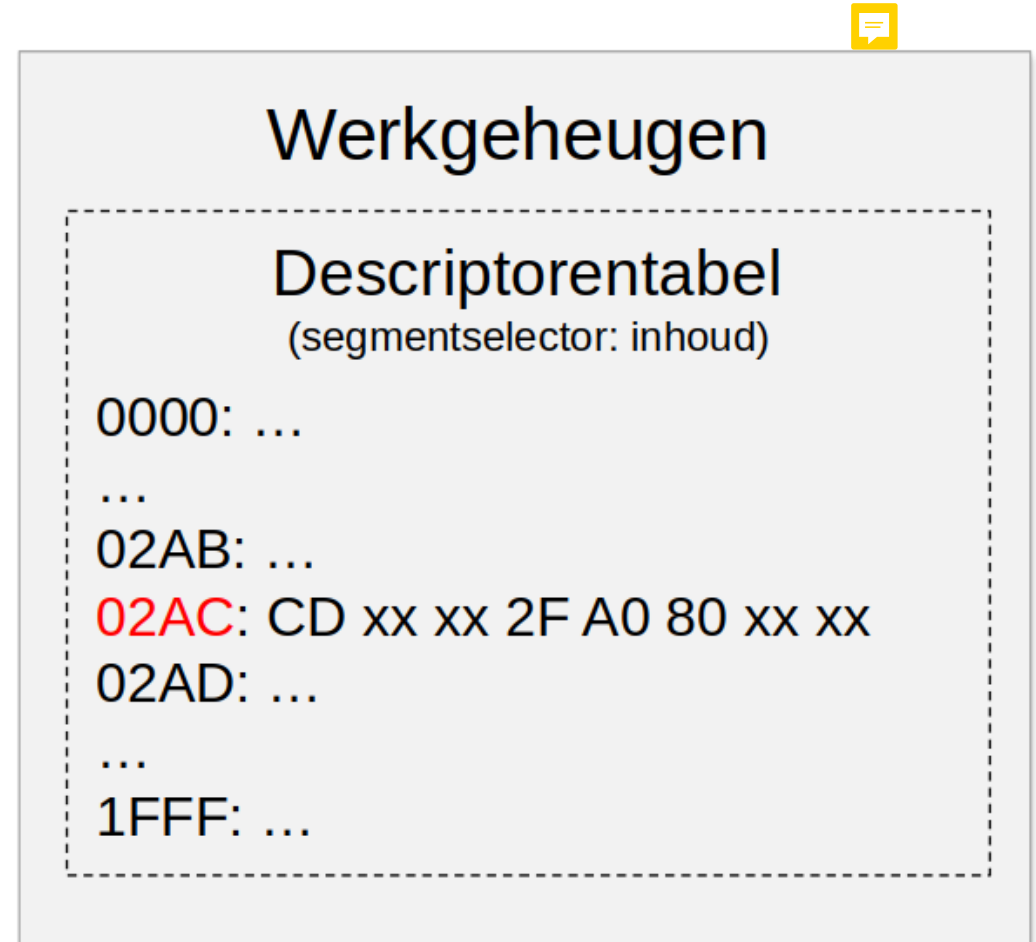 Werkgeheugen
Descriptorentabel
(segmentselector: inhoud)
0000: …
…
02AB: …
02AC: CD xx xx 2F A0 80 xx xx
02AD: …
…
1FFF: …